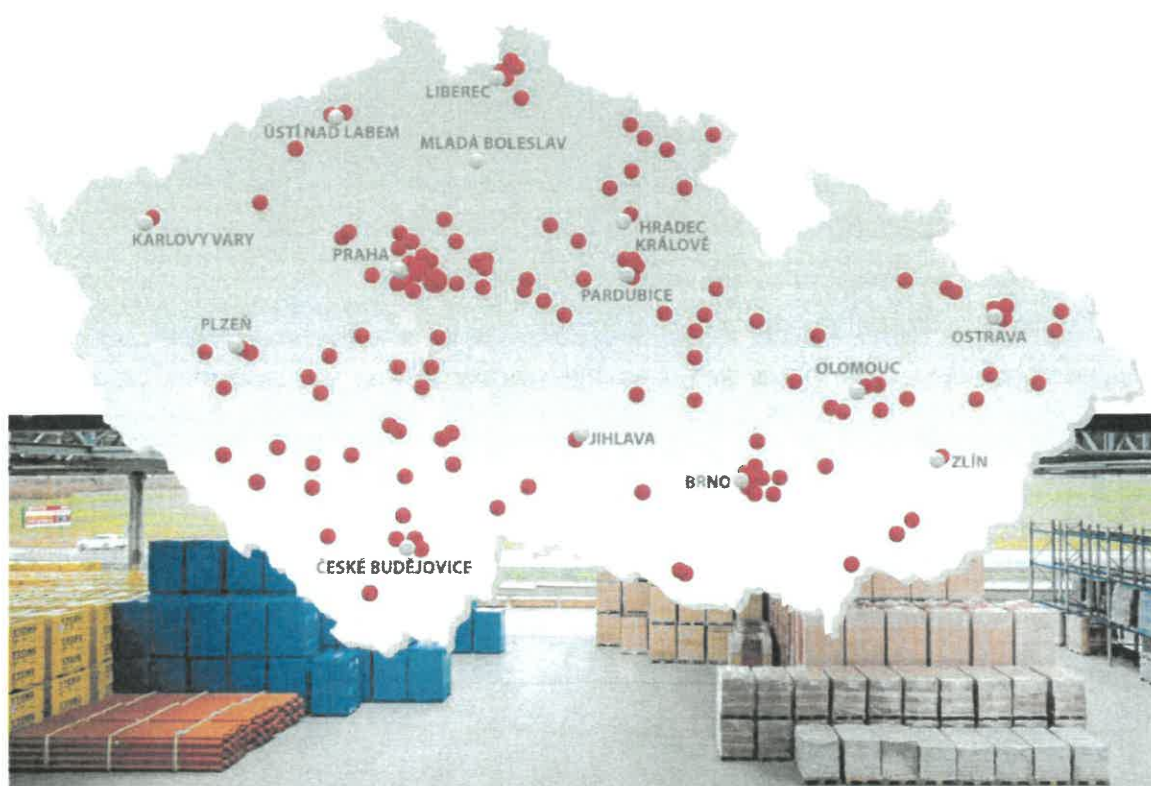 LIBEREC
ÚSTÍ NAD LABEM
MLADÁ BOLESLAV
KARLOVY VARY
HRADEC
KRÁLOVÉ
PRAHA
PARDUBICE
PLZEŇ
OSTRAVA
OLOMOUC
JIHLAVA
ZLÍN
BRNO
ČESKÉ BUDĚJOVICE